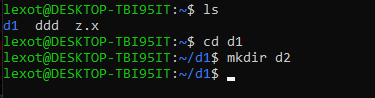 lexot@DESKTOP-TBI95IT:~$ ls
d1  ddd  z.x
lexot@DESKTOP-TBI95IT:~$ cd d1
lexot@DESKTOP-TBI95IT:~/d1$ mkdir d2
lexot@DESKTOP-TBI95IT:~/d1$